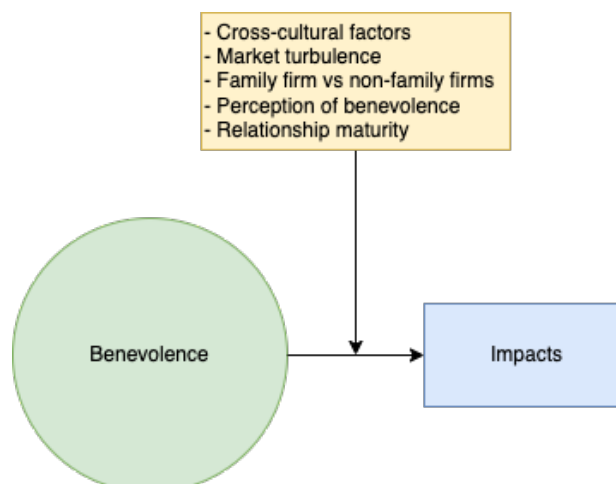 - Cross-cultural factors
- Market turbulence
- Family firm vs non-family firms
- Perception of benevolence
- Relationship maturity
Benevolence
Impacts